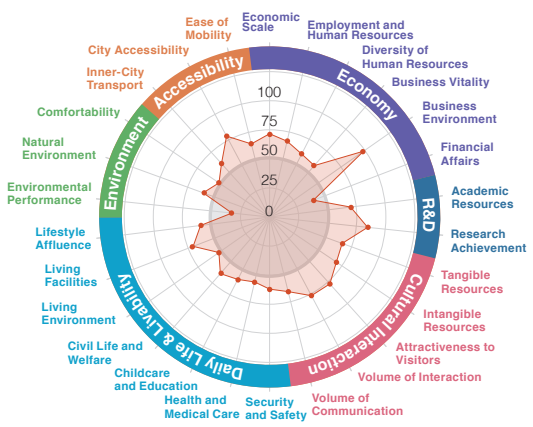 Economic
Scale
Employment and
Human Resources
Diversity of
Human Resources
Business Vitality
Business
Environment
Financial
Affairs
Academic
Resources
Research
Achievement
Tangible
Resources
Intangible
Resources
Attractiveness to
Visitors
Volume of Interaction
Volume of
Communication
Security
and Safety
Health and
Medical Care
Childcare
and Education
Civil Life and
Welfare
Living
Environment
Living
Facilities
Lifestyle
Affluence
Environmental
Performance
Natural
Environment
Comfortability
Inner-City
Transport
City Accessibility
Ease of
Mobility
Economy
R&D
Cultural Interaction
Daily Life & Livability
Environment
Accessibility
100
75
50
25
0